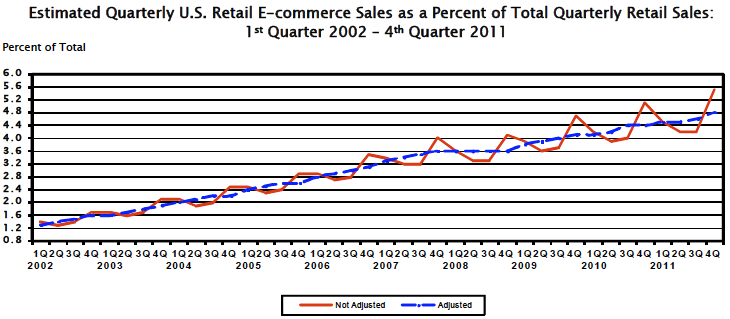 Estimated Quarterly U.S. Retail E-commerce Sales as a Percent of Total Quarterly Retail Sales:
1st Quarter 2002 – 4th Quarter 2011
Percent of Total
6.0
5.6
5.2
4.8
4.4
4.0
3.6
3.2
2.8
2.4
2.0
1.6
1.2
0.8
1Q 2Q 3Q 4Q 1Q 2Q 3Q 4Q 1Q 2Q 3Q 4Q 1Q 2Q 3Q 4Q 1Q 2Q 3Q 4Q 1Q 2Q 3Q 4Q 1Q 2Q 3Q 4Q 1Q 2Q 3Q 4Q 1Q 2Q 3Q 4Q 1Q 2Q 3Q 4Q
2002 2003 2004 2005 2006 2007 2008 2009 2010 2011
Not Adjusted Adjusted